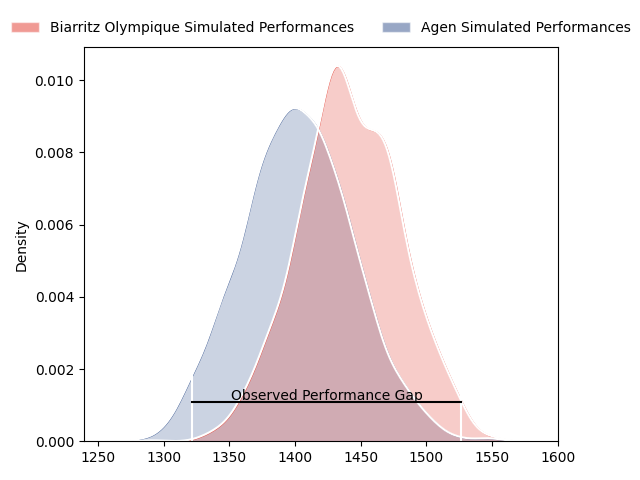 Biarritz Olympique Simulated Performances Agen Simulated Performances
0.010
0.008
0.006
0.004
0.002
0.000
Density
Observed Performance Gap
1250 1300 1350 1400 1450 1500 1550 1600